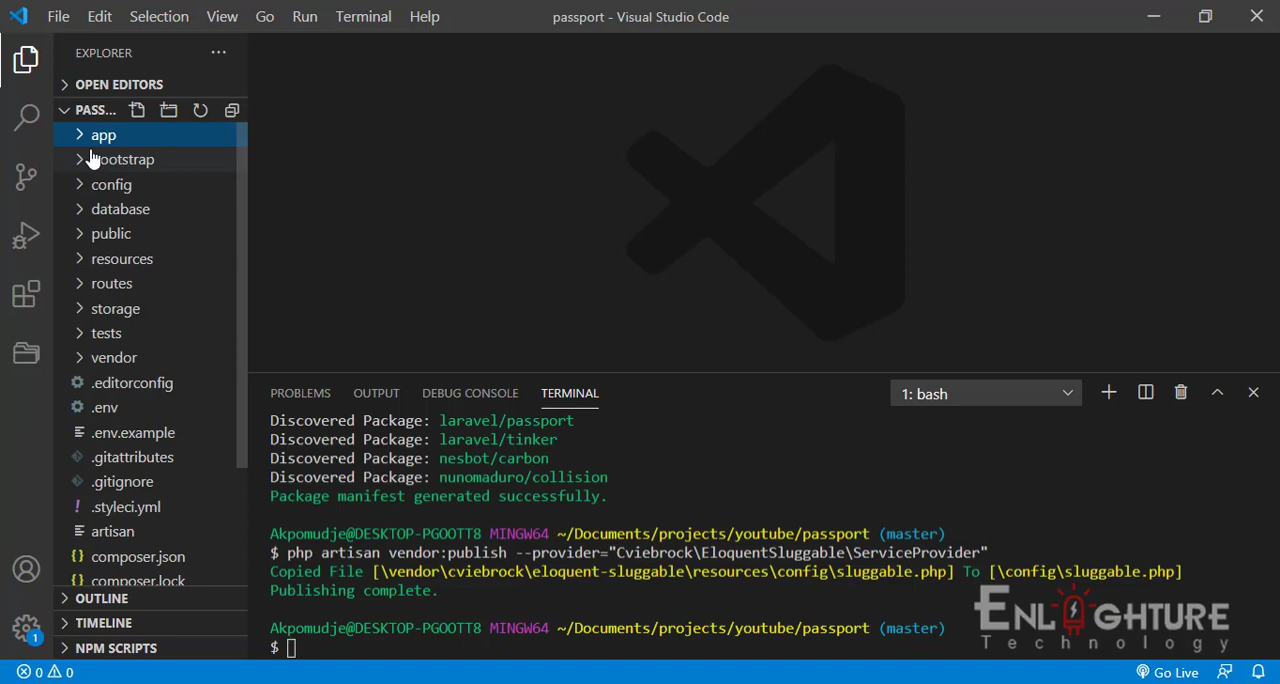 File Edit Selection View Go Run Terminal Help
passport - Visual Studio Code
EXPLORER
OPEN EDITORS
PASS...
app
bootstrap
config
database
public
resources
routes
storage
tests
vendor
.editorconfig
.env
.env.example
.gitattributes
.gitignore
.styleci.yml
artisan
composer.json
composer.lock
OUTLINE
TIMELINE
NPM SCRIPTS
PROBLEMS OUTPUT DEBUG CONSOLE TERMINAL
1: bash
Discovered Package: laravel/passport
Discovered Package: laravel/tinker
Discovered Package: nesbot/carbon
Discovered Package: nunomaduro/collision
Package manifest generated successfully.
Akpomudje@DESKTOP-PGOOTT8 MINGW64 ~/Documents/projects/youtube/passport (master)
$ php artisan vendor:publish --provider="Cviebrock\EloquentSluggable\ServiceProvider"
Copied File [\vendor\cviebrock\eloquent-sluggable\resources\config\sluggable.php] To [\config\sluggable.php]
Publishing complete.
Akpomudje@DESKTOP-PGOOTT8 MINGW64 ~/Documents/projects/youtube/passport (master)
$
ENLIGHTURE
Technology
1
0 0
Go Live